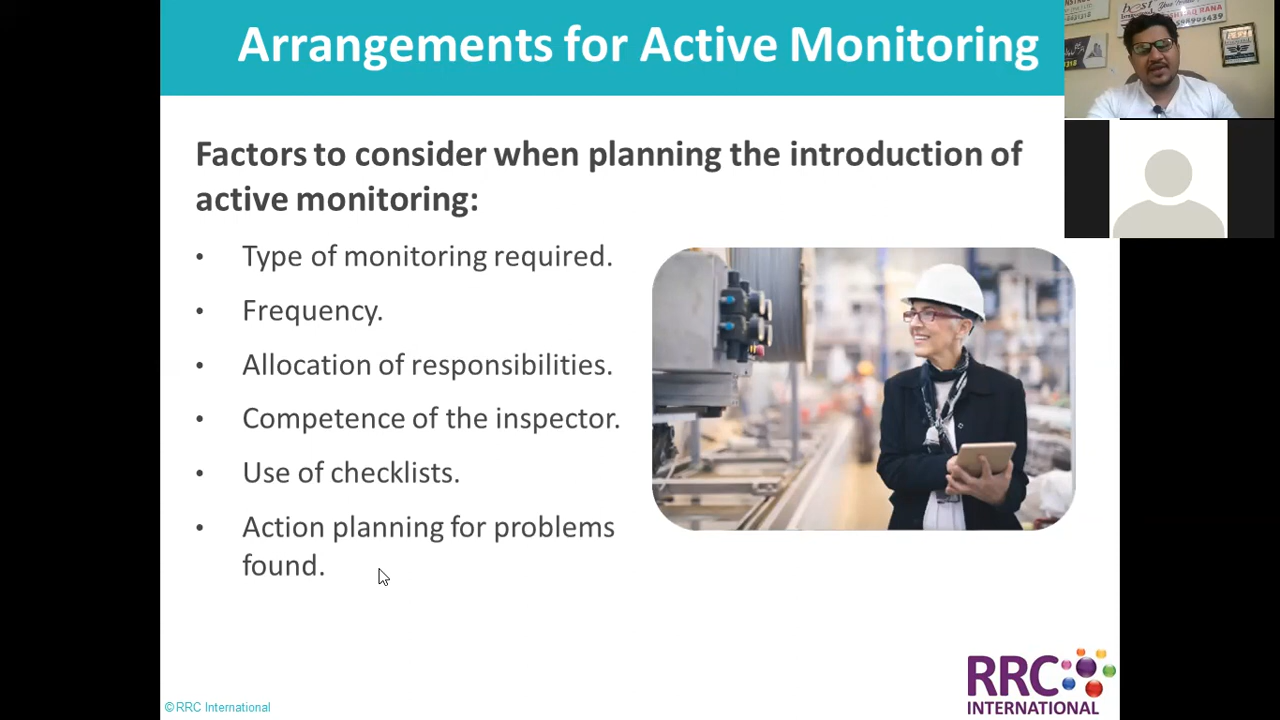 Arrangements for Active Monitoring
Factors to consider when planning the introduction of
active monitoring:
• Type of monitoring required.
• Frequency.
• Allocation of responsibilities.
• Competence of the inspector.
• Use of checklists.
• Action planning for problems
found.
RRC
INTERNATIONAL
© RRC International